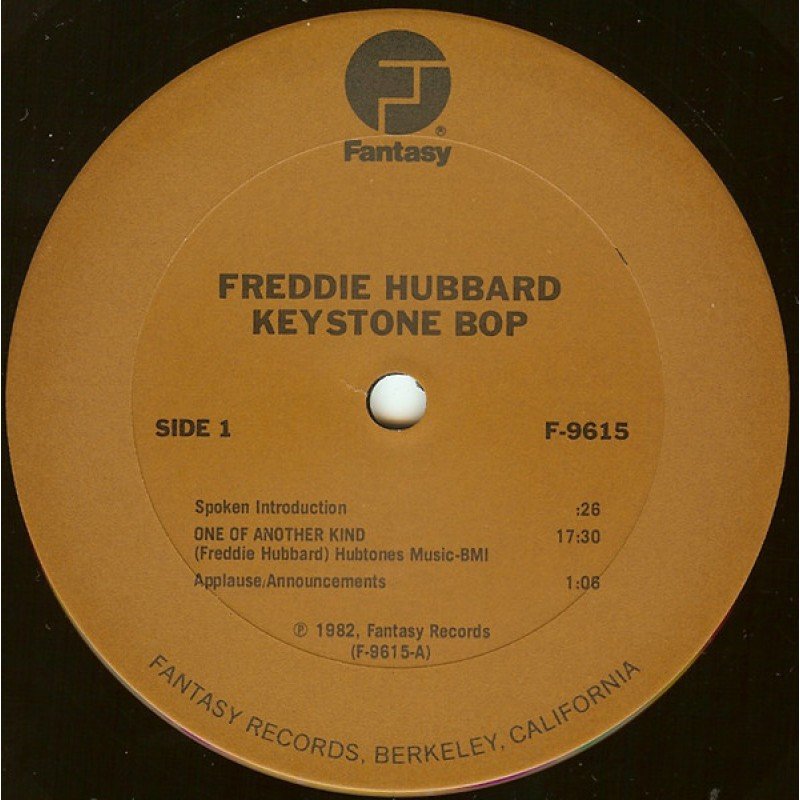 F
®
Fantasy
FREDDIE HUBBARD
KEYSTONE BOP
SIDE 1 F-9615
Spoken Introduction :26
ONE OF ANOTHER KIND 17:30
(Freddie Hubbard) Hubtones Music-BMI
Applause/Announcements 1:06
℗ 1982, Fantasy Records
(F-9615-A)
FANTASY RECORDS, BERKELEY, CALIFORNIA